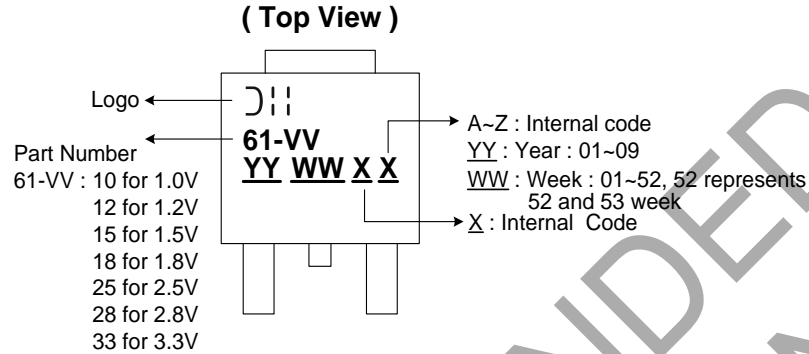 ( Top View )
Logo
61-VV
YY WW X X
Part Number
61-VV : 10 for 1.0V
12 for 1.2V
15 for 1.5V
18 for 1.8V
25 for 2.5V
28 for 2.8V
33 for 3.3V
A~Z : Internal code
YY : Year : 01~09
WW : Week : 01~52, 52 represents
52 and 53 week
X : Internal Code